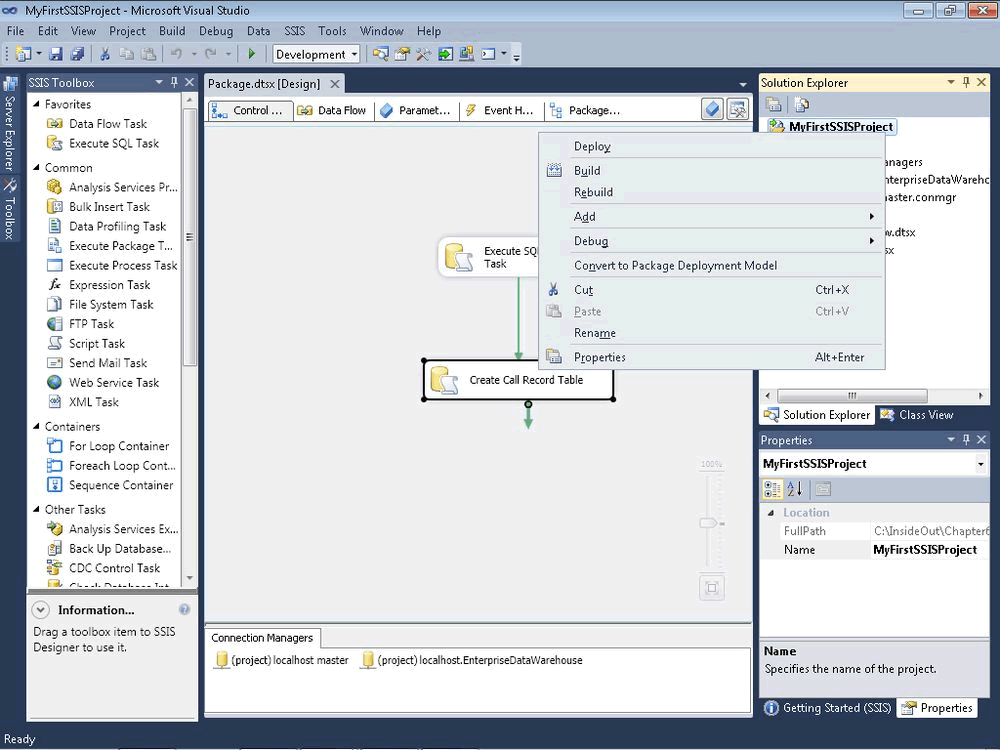 MyFirstSSISProject - Microsoft Visual Studio
File Edit View Project Build Debug Data SSIS Tools Window Help
Development
Server Explorer
Toolbox
SSIS Toolbox
Favorites
Data Flow Task
Execute SQL Task
Common
Analysis Services Pr...
Bulk Insert Task
Data Profiling Task
Execute Package T...
Execute Process Task
Expression Task
File System Task
FTP Task
Script Task
Send Mail Task
Web Service Task
XML Task
Containers
For Loop Container
Foreach Loop Cont...
Sequence Container
Other Tasks
Analysis Services Ex...
Back Up Database...
CDC Control Task
Check Database Int
Information...
Drag a toolbox item to SSIS
Designer to use it.
Package.dtsx [Design]
Control ... Data Flow Paramet... Event H... Package...
Execute SQL
Task
Create Call Record Table
100%
Deploy
Build
Rebuild
Add
Debug
Convert to Package Deployment Model
Cut Ctrl+X
Paste Ctrl+V
Rename
Properties Alt+Enter
Connection Managers
(project) localhost master (project) localhost.EnterpriseDataWarehouse
Solution Explorer
MyFirstSSISProject
anagers
nterpriseDataWarehc
naster.conmgr
w.dtsx
sx
Solution Explorer Class View
Properties
MyFirstSSISProject
Location
FullPath C:\InsideOut\Chapter6
Name MyFirstSSISProject
Name
Specifies the name of the project.
Getting Started (SSIS) Properties
Ready